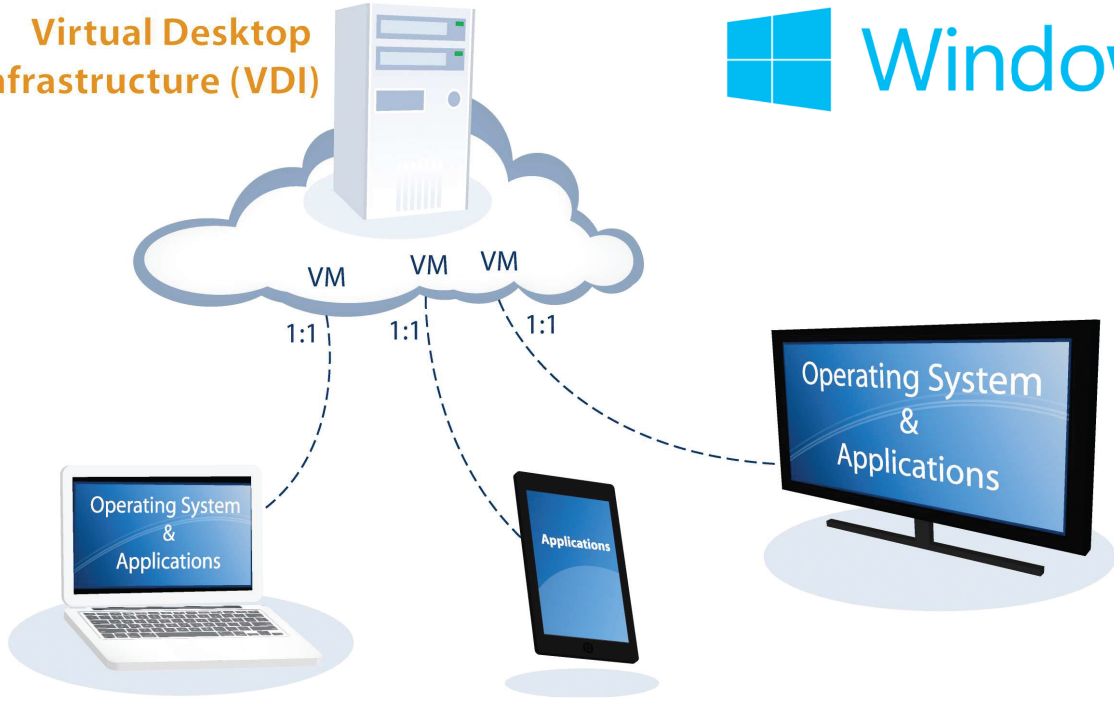 Virtual Desktop
nfrastructure (VDI)
Windov
VM
VM
VM
1:1
1:1
1:1
Operating System
&
Applications
Applications
Operating System
&
Applications